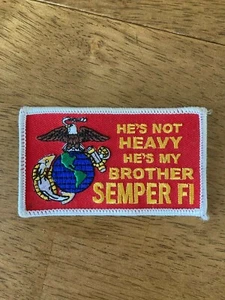 HE'S NOT
HEAVY
HE'S MY
BROTHER
SEMPER FI